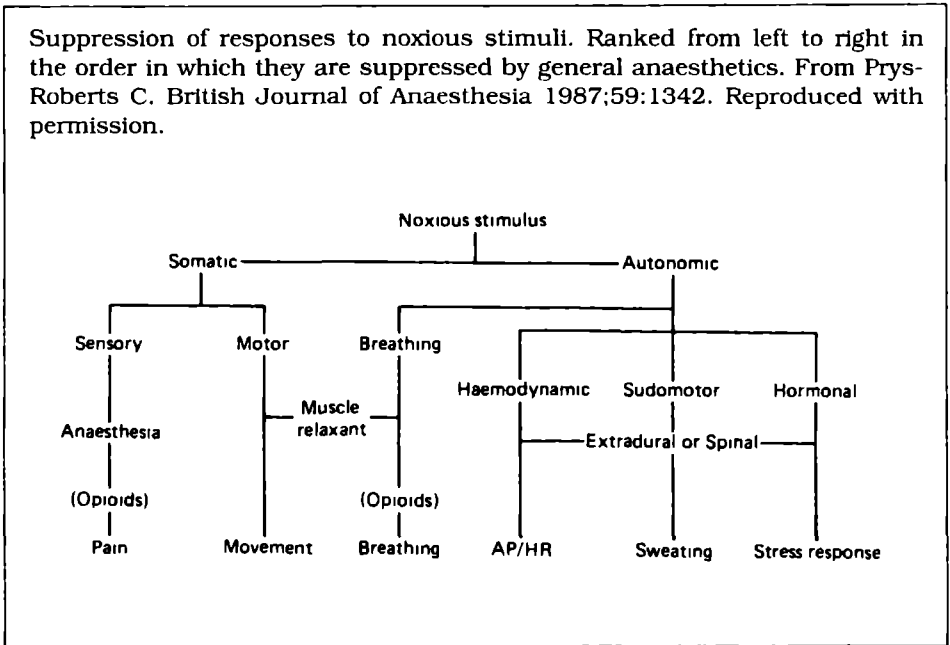 Suppression of responses to noxious stimuli. Ranked from left to right in
the order in which they are suppressed by general anaesthetics. From Prys-
Roberts C. British Journal of Anaesthesia 1987;59:1342. Reproduced with
permission.
Noxious stimulus
Somatic
Autonomic
Sensory
Motor
Breathing
Haemodynamic
Sudomotor
Hormonal
Muscle
relaxant
Anaesthesia
Extradural or Spinal
(Opioids)
(Opioids)
Pain
Movement
Breathing
AP/HR
Sweating
Stress response